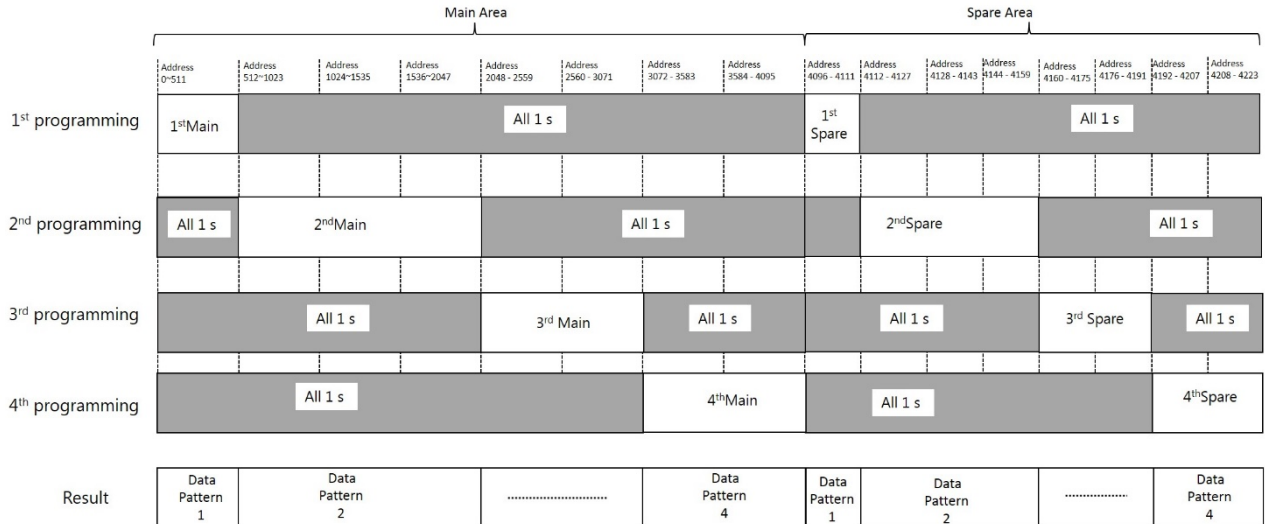 Main Area
Spare Area
Address 0~511
Address 512~1023
Address 1024~1535
Address 1536~2047
Address 2048 - 2559
Address 2560 - 3071
Address 3072 - 3583
Address 3584 - 4095
Address 4096 - 4111
Address 4112 - 4127
Address 4128 - 4143
Address 4144 - 4159
Address 4160 - 4175
Address 4176 - 4191
Address 4192 - 4207
Address 4208 - 4223
1st programming
1stMain
All 1 s
1st
Spare
All 1 s
2nd programming
All 1 s
2ndMain
All 1 s
2ndSpare
All 1 s
3rd programming
All 1 s
3rd Main
All 1 s
All 1 s
3rd Spare
All 1 s
4th programming
All 1 s
4thMain
All 1 s
4thSpare
Result
Data
Pattern
1
Data
Pattern
2
....................
Data
Pattern
4
Data
Pattern
1
Data
Pattern
2
............
Data
Pattern
4